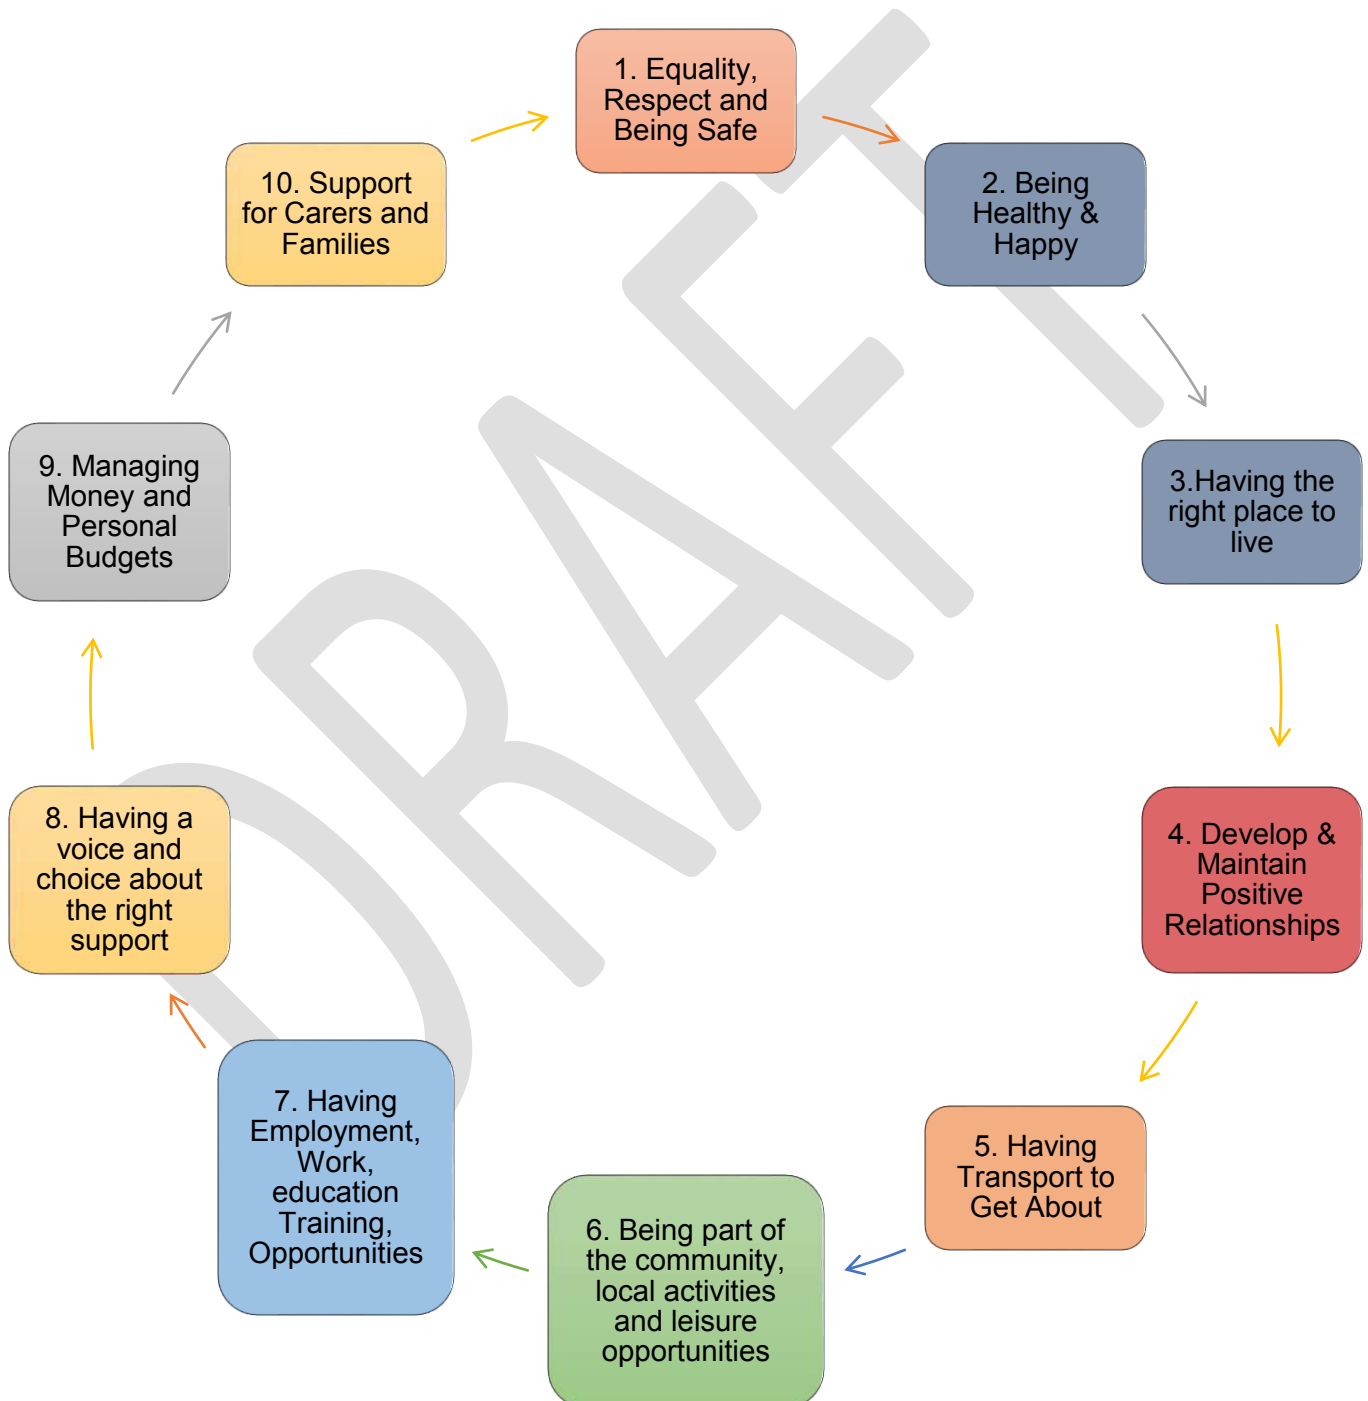 1. Equality,
Respect and
Being Safe
2. Being
Healthy &
Happy
3.Having the
right place to
live
4. Develop &
Maintain
Positive
Relationships
5. Having
Transport to
Get About
6. Being part of
the community,
local activities
and leisure
opportunities
7. Having
Employment,
Work,
education
Training,
Opportunities
8. Having a
voice and
choice about
the right
support
9. Managing
Money and
Personal
Budgets
10. Support
for Carers and
Families
DRAFT